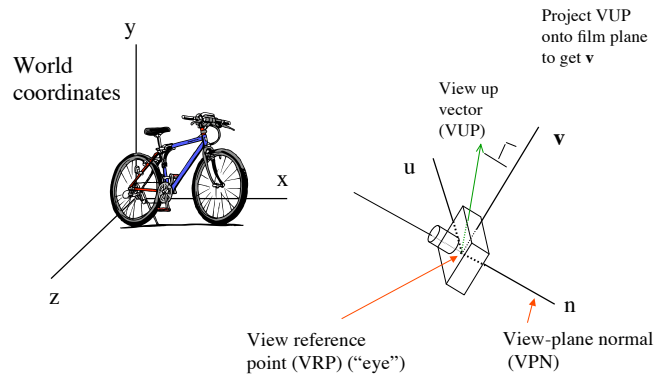 Project VUP
onto film plane
to get v
y
World
coordinates
View up
vector
(VUP)
v
u
x
z
n
View reference
point (VRP) (“eye”)
View-plane normal
(VPN)